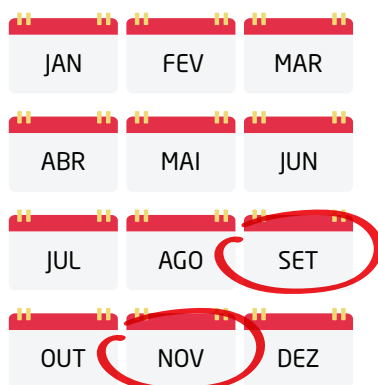 JAN FEV MAR
ABR MAI JUN
JUL AGO SET
OUT NOV DEZ